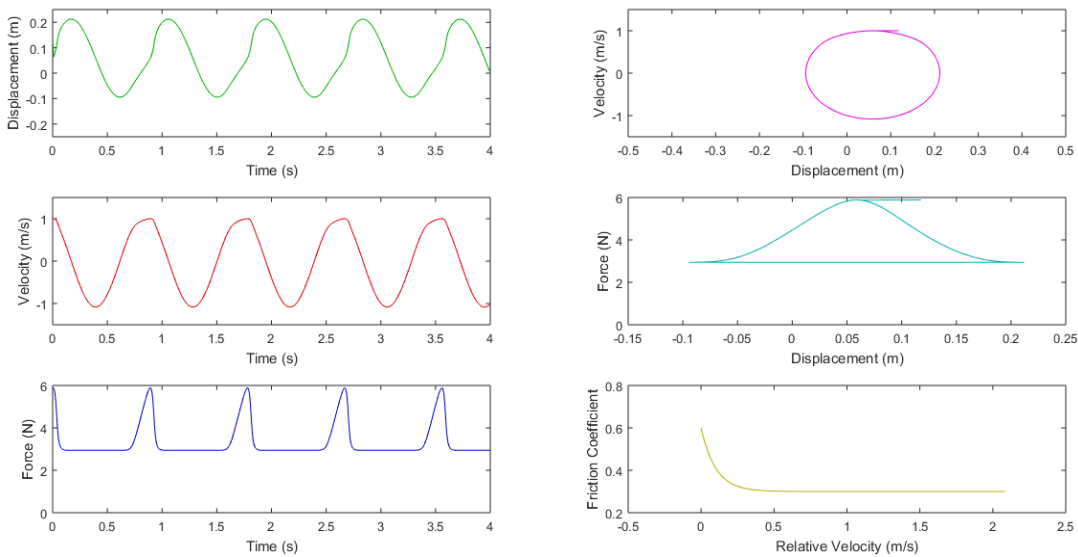 Displacement (m)
0.2
0.1
0
-0.1
-0.2
0 0.5 1 1.5 2 2.5 3 3.5 4
Time (s)
Velocity (m/s)
1
0
-1
-0.5 -0.4 -0.3 -0.2 -0.1 0 0.1 0.2 0.3 0.4 0.5
Displacement (m)
Velocity (m/s)
1
0
-1
0 0.5 1 1.5 2 2.5 3 3.5 4
Time (s)
Force (N)
6
4
2
0
-0.15 -0.1 -0.05 0 0.05 0.1 0.15 0.2 0.25
Displacement (m)
Force (N)
6
4
2
0
0 0.5 1 1.5 2 2.5 3 3.5 4
Time (s)
Friction Coefficient
0.8
0.6
0.4
0.2
-0.5 0 0.5 1 1.5 2 2.5
Relative Velocity (m/s)